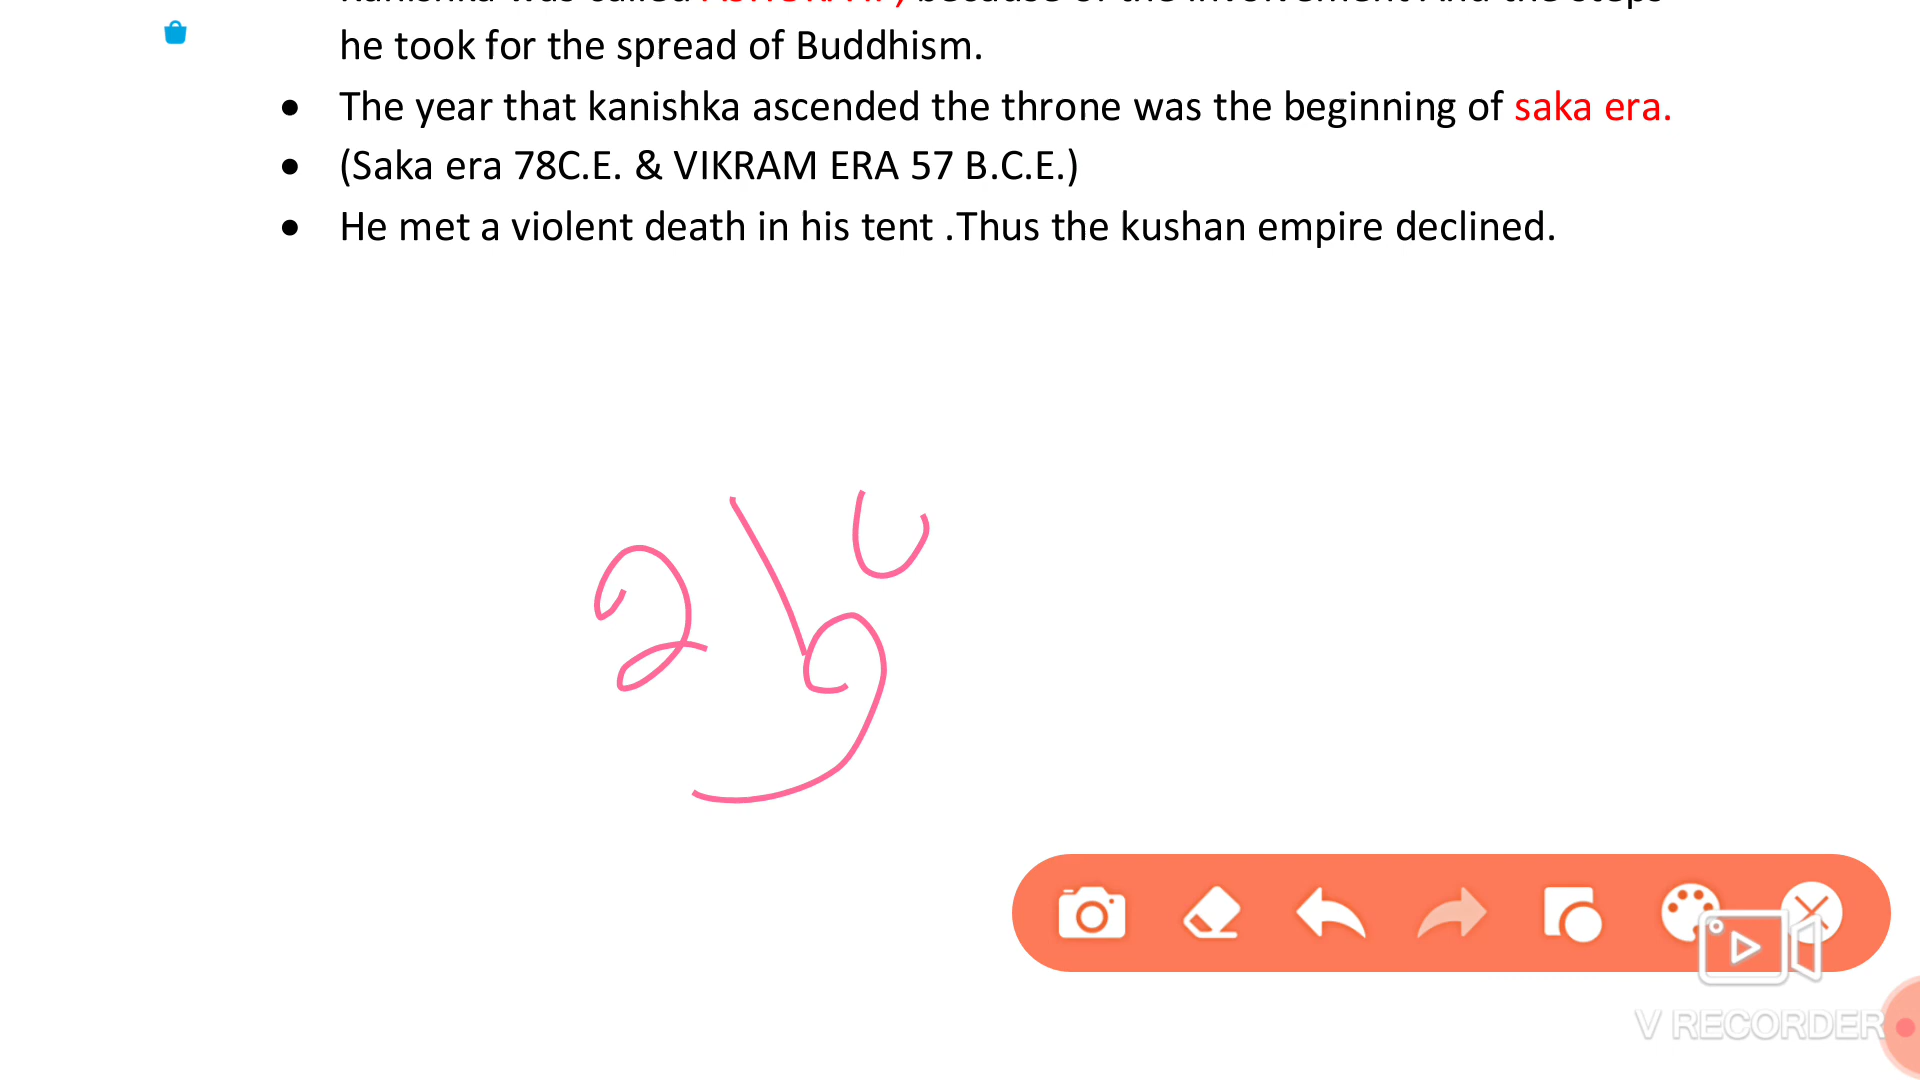 he took for the spread of Buddhism.
• The year that kanishka ascended the throne was the beginning of saka era.
• (Saka era 78C.E. & VIKRAM ERA 57 B.C.E.)
• He met a violent death in his tent .Thus the kushan empire declined.
V RECORDER